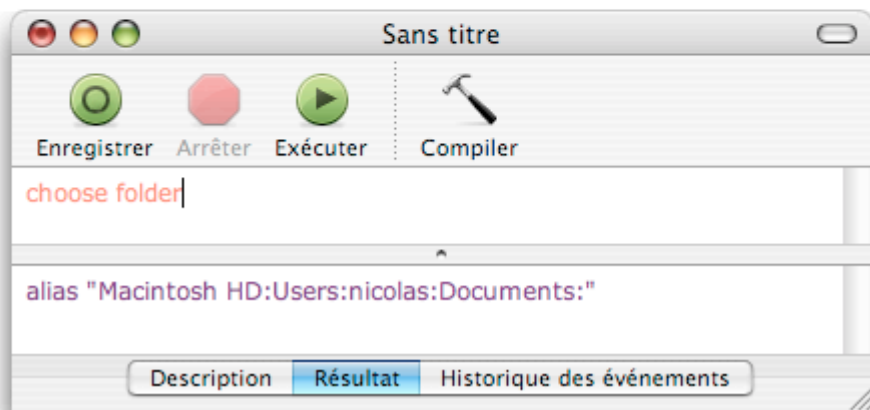 Sans titre
Enregistrer Arrêter Exécuter Compiler
choose folder
alias "Macintosh HD:Users:nicolas:Documents:"
Description Résultat Historique des événements